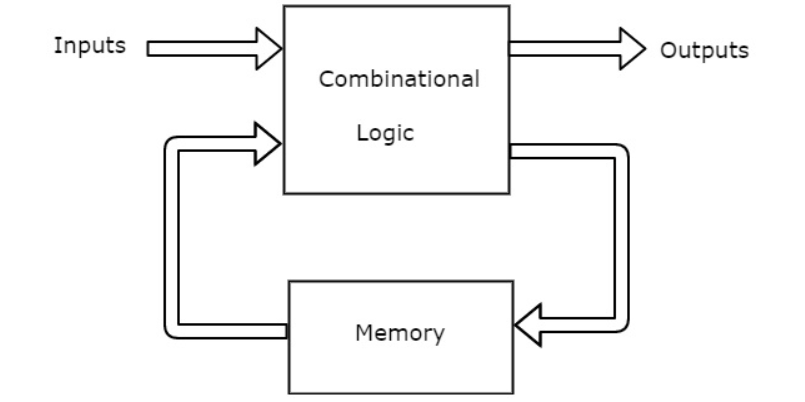 Inputs
Outputs
Combinational
Logic
Memory